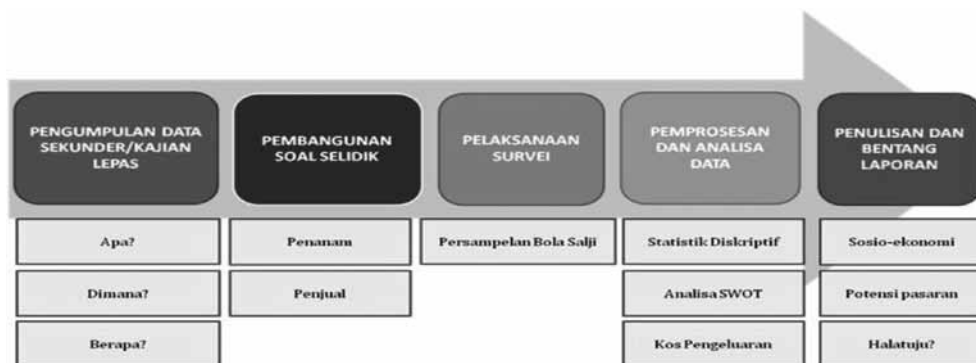 PENGUMPULAN DATA
SEKUNDER/KAJIAN
LEPAS
PEMBANGUNAN
SOAL SELIDIK
PELAKSANAAN
SURVEI
PEMPROSESAN
DAN ANALISA
DATA
PENULISAN DAN
BENTANG
LAPORAN
Apa?
Dimana?
Berapa?
Penanam
Penjual
Persampelan Bola Salji
Statistik Diskriptif
Analisa SWOT
Kos Pengeluaran
Sosio-ekonomi
Potensi pasaran
Halatuju?